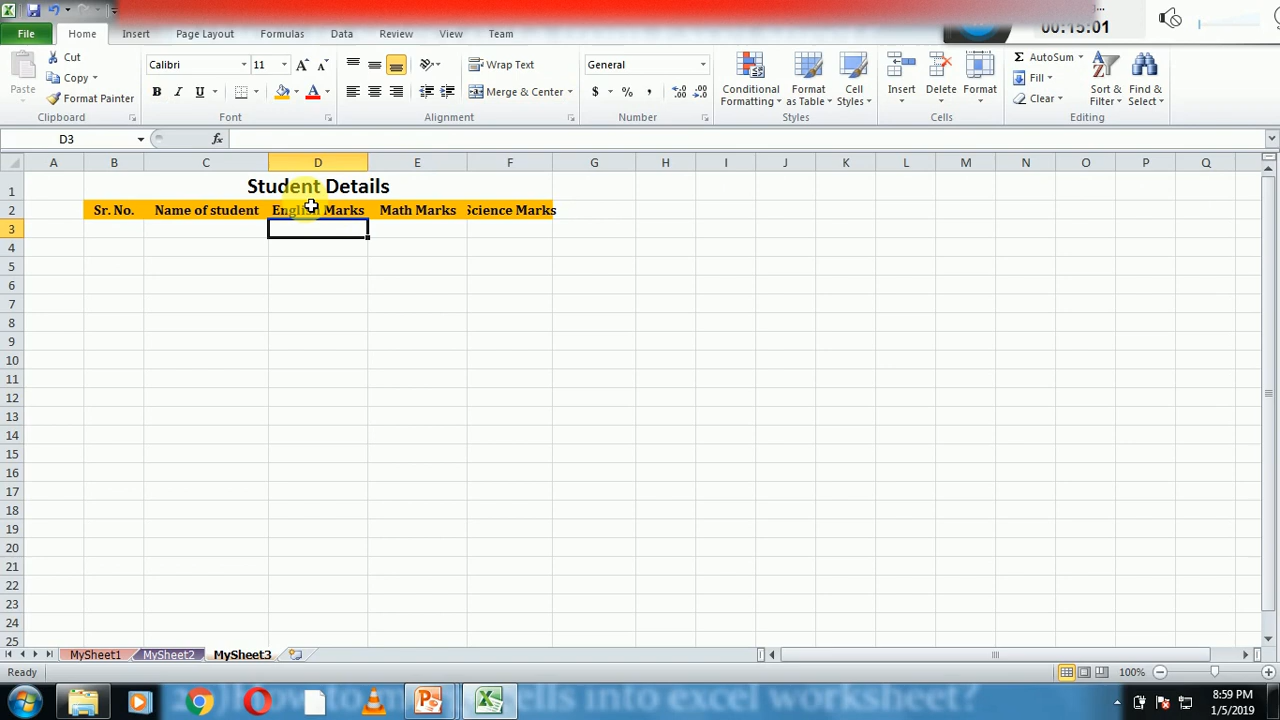 00:15:01
File Home Insert Page Layout Formulas Data Review View Team
Paste Cut Calibri 11 Wrap Text General Conditional Formatting Format as Table Cell Styles Insert Delete Format Σ AutoSum Sort & Filter Find & Select
Copy Fill
Format Painter B I U A Merge & Center $ % , Clear
Clipboard Font Alignment Number Styles Cells Editing
D3 fx
A B C D E F G H I J K L M N O P Q
1 Student Details
2 Sr. No. Name of student English Marks Math Marks Science Marks
3
4
5
6
7
8
9
10
11
12
13
14
15
16
17
18
19
20
21
22
23
24
25
MySheet1 MySheet2 MySheet3
Ready 100%
8:59 PM
1/5/2019